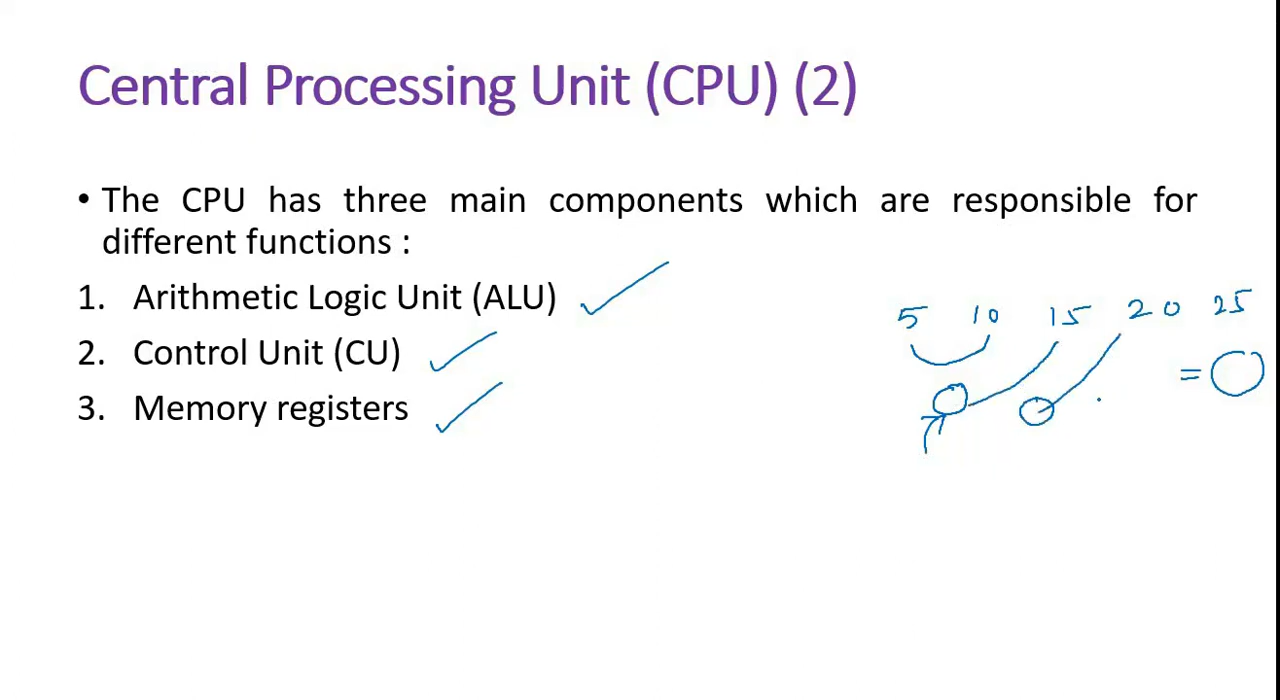 Central Processing Unit (CPU) (2)
• The CPU has three main components which are responsible for
different functions :
1. Arithmetic Logic Unit (ALU)
2. Control Unit (CU)
3. Memory registers
5 10 15 20 25
=